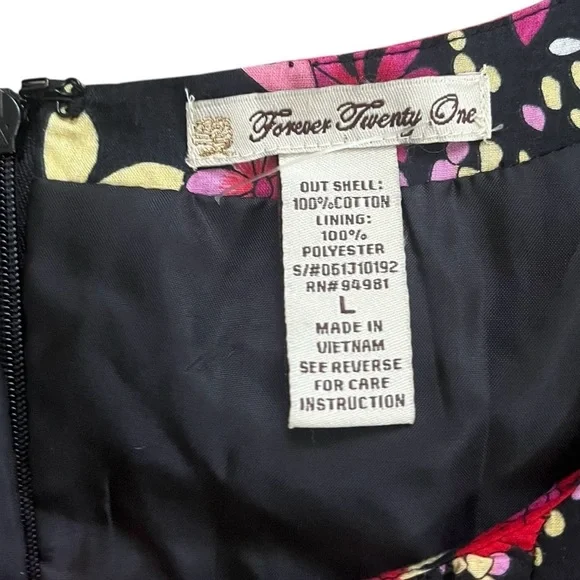 Forever Twenty One
OUT SHELL:
100%COTTON
LINING:
100%
POLYESTER
S/#D51J10192
RN#94981
L
MADE IN
VIETNAM
SEE REVERSE
FOR CARE
INSTRUCTION